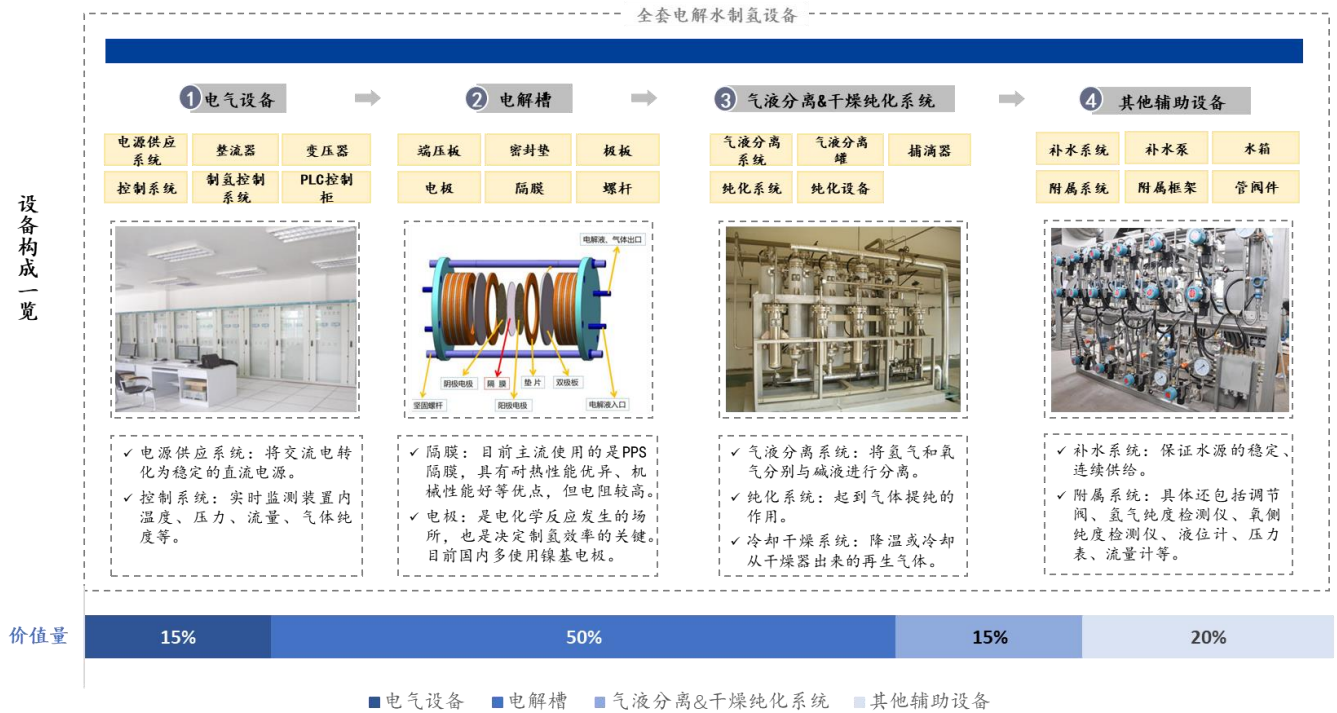 全套电解水制氢设备
1 电气设备
2 电解槽
3 气液分离&干燥纯化系统
4 其他辅助设备
设备构成一览
电源供应系统
整流器
变压器
控制系统
制氢控制系统
PLC控制柜
端压板
密封垫
极板
电极
隔膜
螺杆
气液分离系统
气液分离罐
捕滴器
纯化系统
纯化设备
补水系统
补水泵
水箱
附属系统
附属框架
管阀件
电解液、气体出口
阴极电极
隔 膜
垫 片
双极板
坚固螺杆
阳极电极
电解液入口
✓ 电源供应系统：将交流电转
化为稳定的直流电源。
✓ 控制系统：实时监测装置内
温度、压力、流量、气体纯
度等。
✓ 隔膜：目前主流使用的是PPS
隔膜，具有耐热性能优异、机
械性能好等优点，但电阻较高。
✓ 电极：是电化学反应发生的场
所，也是决定制氢效率的关键。
目前国内多使用镍基电极。
✓ 气液分离系统：将氢气和氧
气分别与碱液进行分离。
✓ 纯化系统：起到气体提纯的
作用。
✓ 冷却干燥系统：降温或冷却
从干燥器出来的再生气体。
✓ 补水系统：保证水源的稳定、
连续供给。
✓ 附属系统：具体还包括调节
阀、氢气纯度检测仪、氧侧
纯度检测仪、液位计、压力
表、流量计等。
价值量
15%
50%
15%
20%
电气设备
电解槽
气液分离&干燥纯化系统
其他辅助设备